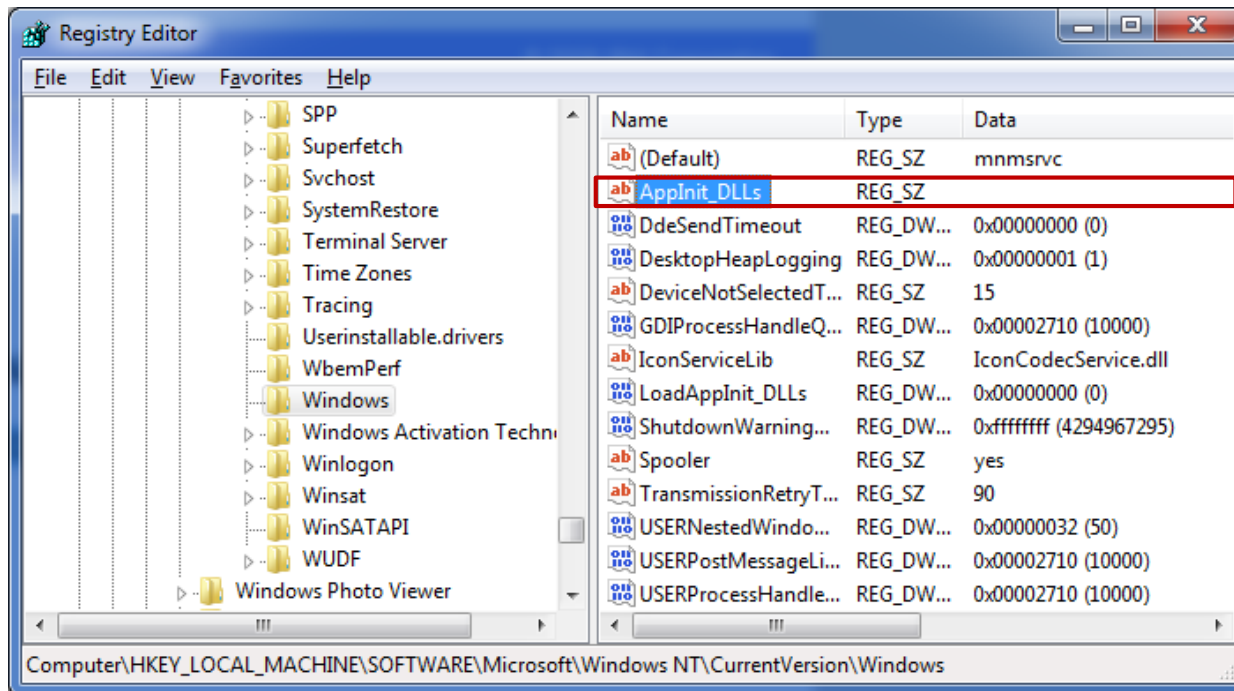 Registry Editor
File Edit View Favorites Help
SPP
Superfetch
Svchost
SystemRestore
Terminal Server
Time Zones
Tracing
Userinstallable.drivers
WbemPerf
Windows
Windows Activation Techn
Winlogon
Winsat
WinSATAPI
WUDF
Windows Photo Viewer
Name Type Data
(Default) REG_SZ mnmsrvc
AppInit_DLLs REG_SZ
DdeSendTimeout REG_DW... 0x00000000 (0)
DesktopHeapLogging REG_DW... 0x00000001 (1)
DeviceNotSelectedT... REG_SZ 15
GDIProcessHandleQ... REG_DW... 0x00002710 (10000)
IconServiceLib REG_SZ IconCodecService.dll
LoadAppInit_DLLs REG_DW... 0x00000000 (0)
ShutdownWarning... REG_DW... 0xffffffff (4294967295)
Spooler REG_SZ yes
TransmissionRetryT... REG_SZ 90
USERNestedWindo... REG_DW... 0x00000032 (50)
USERPostMessageLi... REG_DW... 0x00002710 (10000)
USERProcessHandle... REG_DW... 0x00002710 (10000)
Computer\HKEY_LOCAL_MACHINE\SOFTWARE\Microsoft\Windows NT\CurrentVersion\Windows